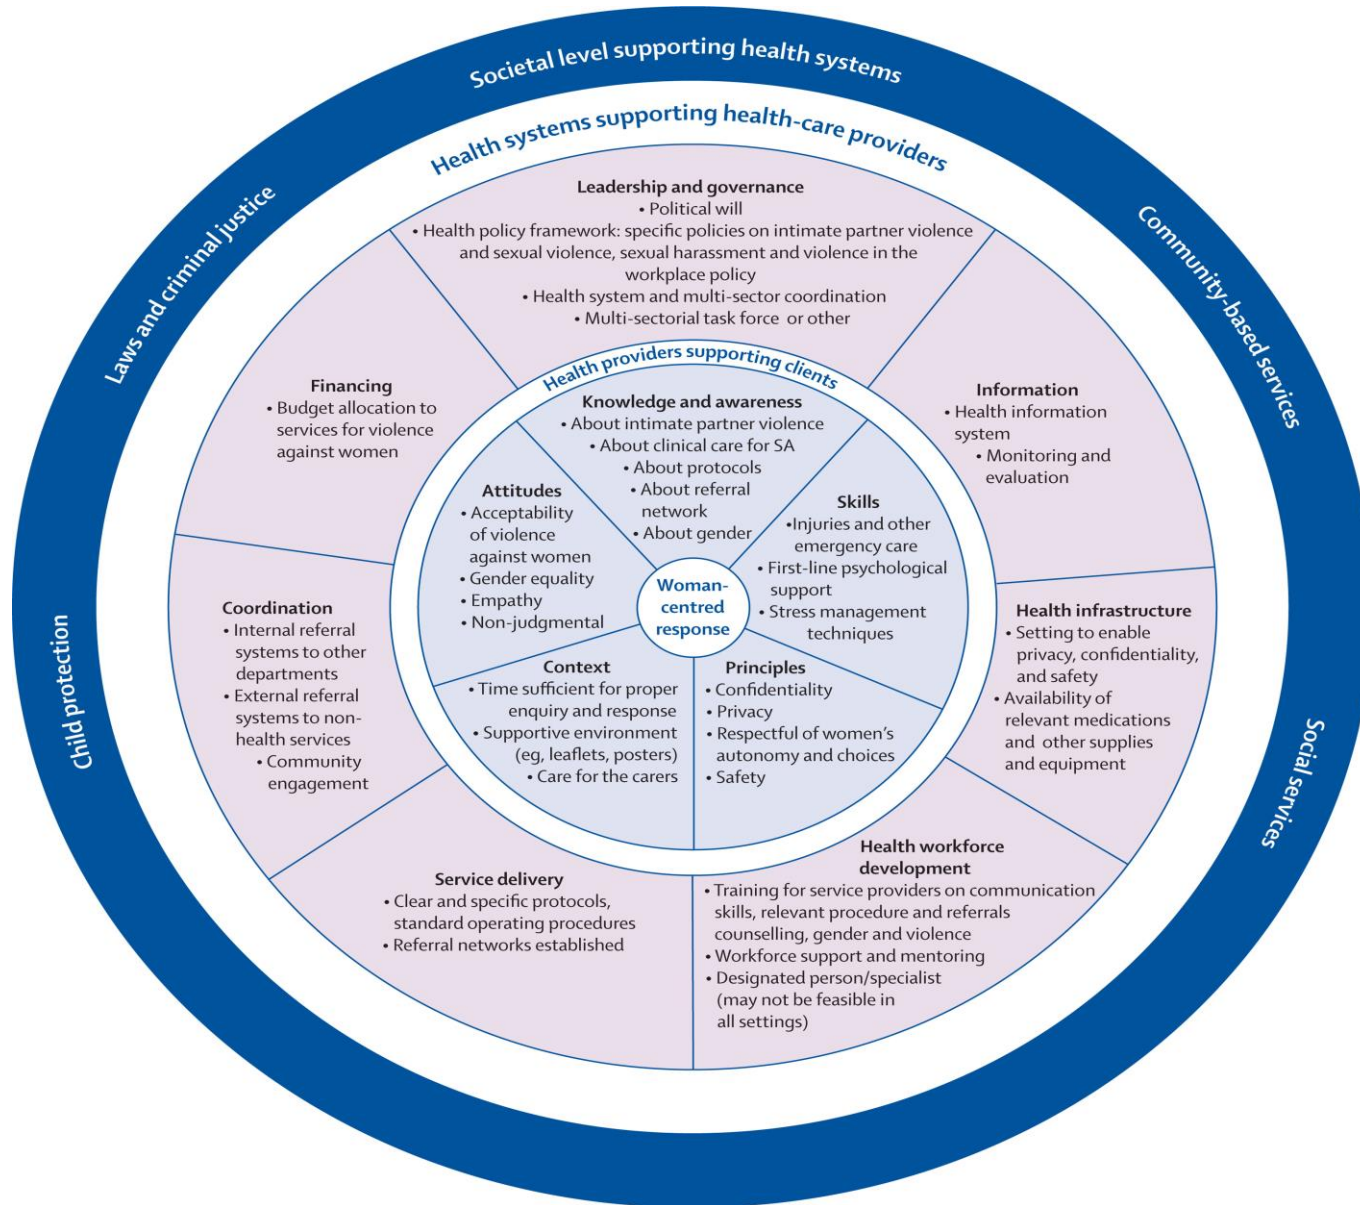 Societal level supporting health systems
Laws and criminal justice
Community-based services
Child protection
Social services
Health systems supporting health-care providers
Leadership and governance
• Political will
• Health policy framework: specific policies on intimate partner violence
and sexual violence, sexual harassment and violence in the
workplace policy
• Health system and multi-sector coordination
• Multi-sectorial task force or other
Financing
• Budget allocation to
services for violence
against women
Information
• Health information
system
• Monitoring and
evaluation
Coordination
• Internal referral
systems to other
departments
• External referral
systems to non-
health services
• Community
engagement
Health infrastructure
• Setting to enable
privacy, confidentiality,
and safety
• Availability of
relevant medications
and other supplies
and equipment
Service delivery
• Clear and specific protocols,
standard operating procedures
• Referral networks established
Health workforce
development
• Training for service providers on communication
skills, relevant procedure and referrals
counselling, gender and violence
• Workforce support and mentoring
• Designated person/specialist
(may not be feasible in
all settings)
Health providers supporting clients
Knowledge and awareness
• About intimate partner violence
• About clinical care for SA
• About protocols
• About referral
network
• About gender
Attitudes
• Acceptability
of violence
against women
• Gender equality
• Empathy
• Non-judgmental
Skills
•Injuries and other
emergency care
• First-line psychological
support
• Stress management
techniques
Woman-
centred
response
Context
• Time sufficient for proper
enquiry and response
• Supportive environment
(eg, leaflets, posters)
• Care for the carers
Principles
• Confidentiality
• Privacy
• Respectful of women's
autonomy and choices
• Safety